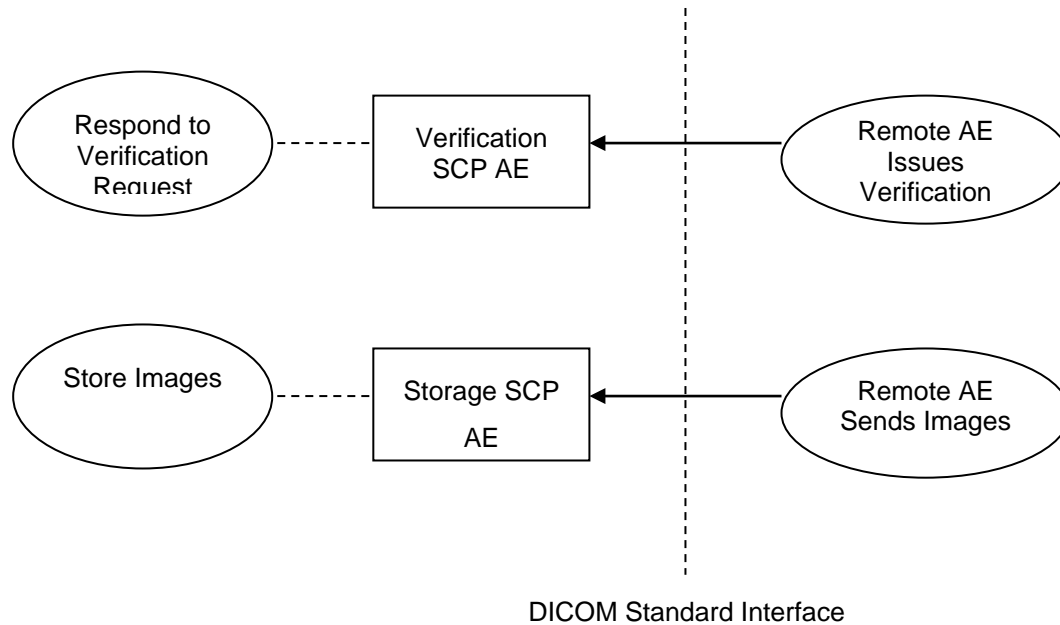 Respond to
Verification
Request
Verification
SCP AE
Remote AE
Issues
Verification
Store Images
Storage SCP
AE
Remote AE
Sends Images
DICOM Standard Interface